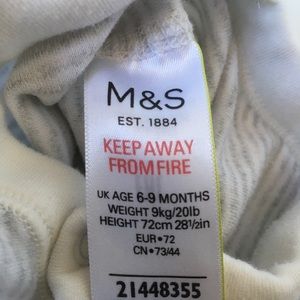 M&S
EST. 1884
KEEP AWAY
FROM FIRE
UK AGE 6-9 MONTHS
WEIGHT 9kg/20lb
HEIGHT 72cm 28½in
EUR•72
CN•73/44
21448355